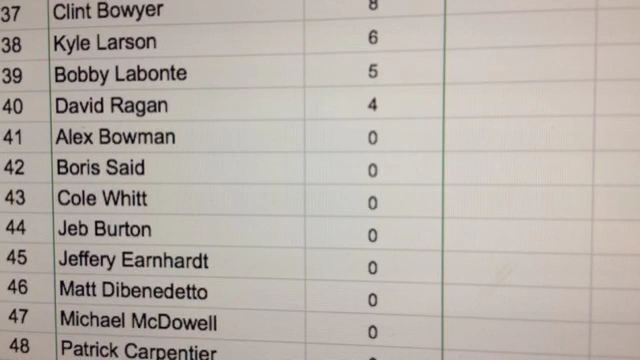 37 Clint Bowyer 8
38 Kyle Larson 6
39 Bobby Labonte 5
40 David Ragan 4
41 Alex Bowman 0
42 Boris Said 0
43 Cole Whitt 0
44 Jeb Burton 0
45 Jeffery Earnhardt 0
46 Matt Dibenedetto 0
47 Michael McDowell 0
48 Patrick Carpentier